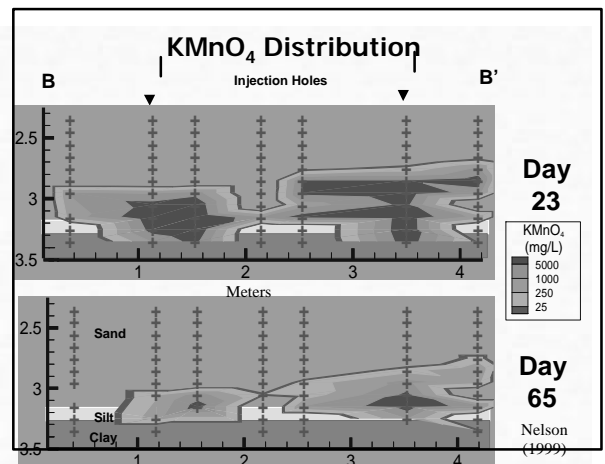 KMnO₄ Distribution
B
Injection Holes
B'
2.5
3
3.5
1
2
3
4
Meters
Day
23
KMnO₄
(mg/L)
5000
1000
250
25
2.5
3
3.5
Sand
Silt
Clay
1
2
3
4
Day
65
Nelson
(1999)